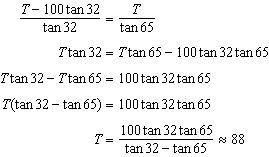 (T − 100 tan 32)/(tan 32) = T/(tan 65)
T tan 32 = T tan 65 − 100 tan 32 tan 65
T tan 32 − T tan 65 = 100 tan 32 tan 65
T(tan 32 − tan 65) = 100 tan 32 tan 65
T = (100 tan 32 tan 65)/(tan 32 − tan 65) ≈ 88